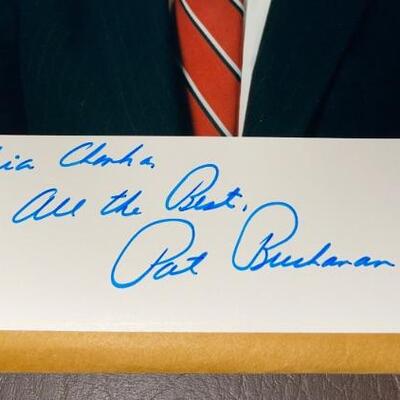 All the Best,
Pat Buchanan